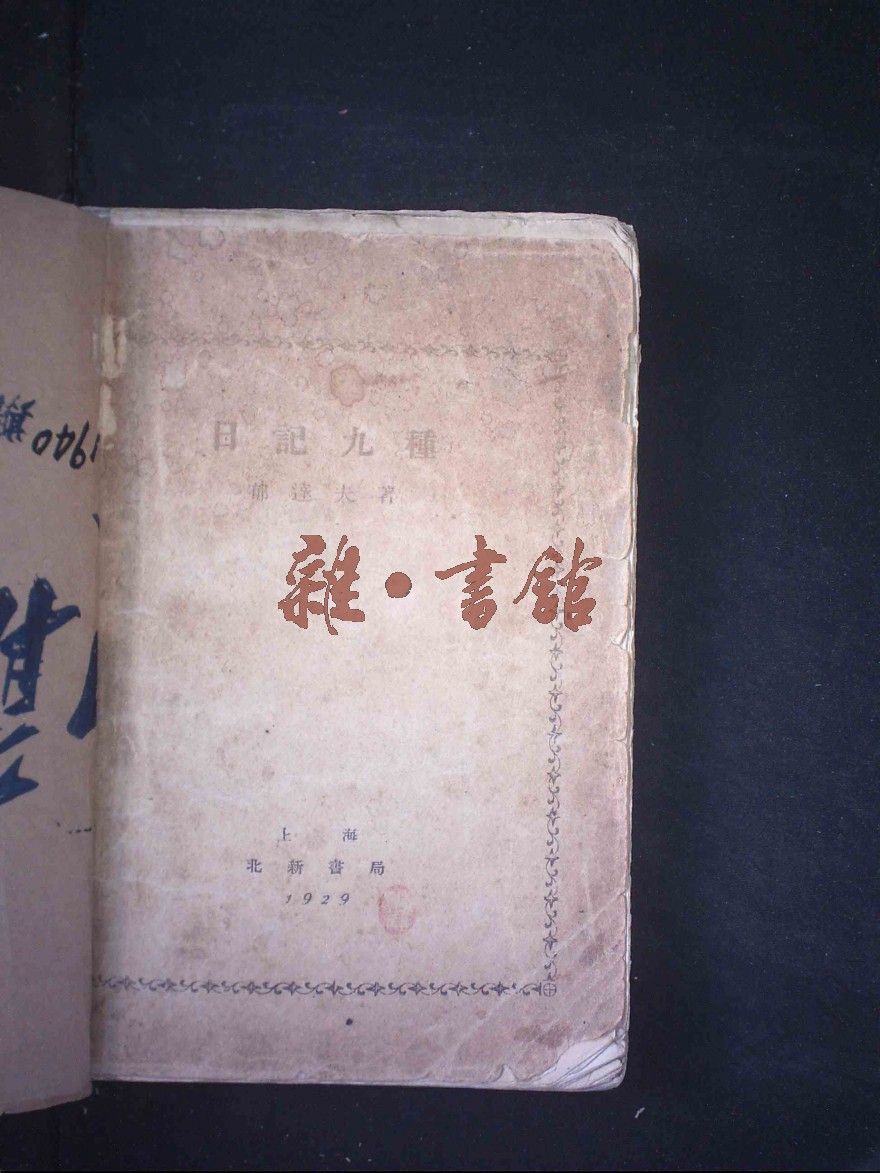 日記九種
郁達夫著
雜·書館
上海
北新書局
1929
1940